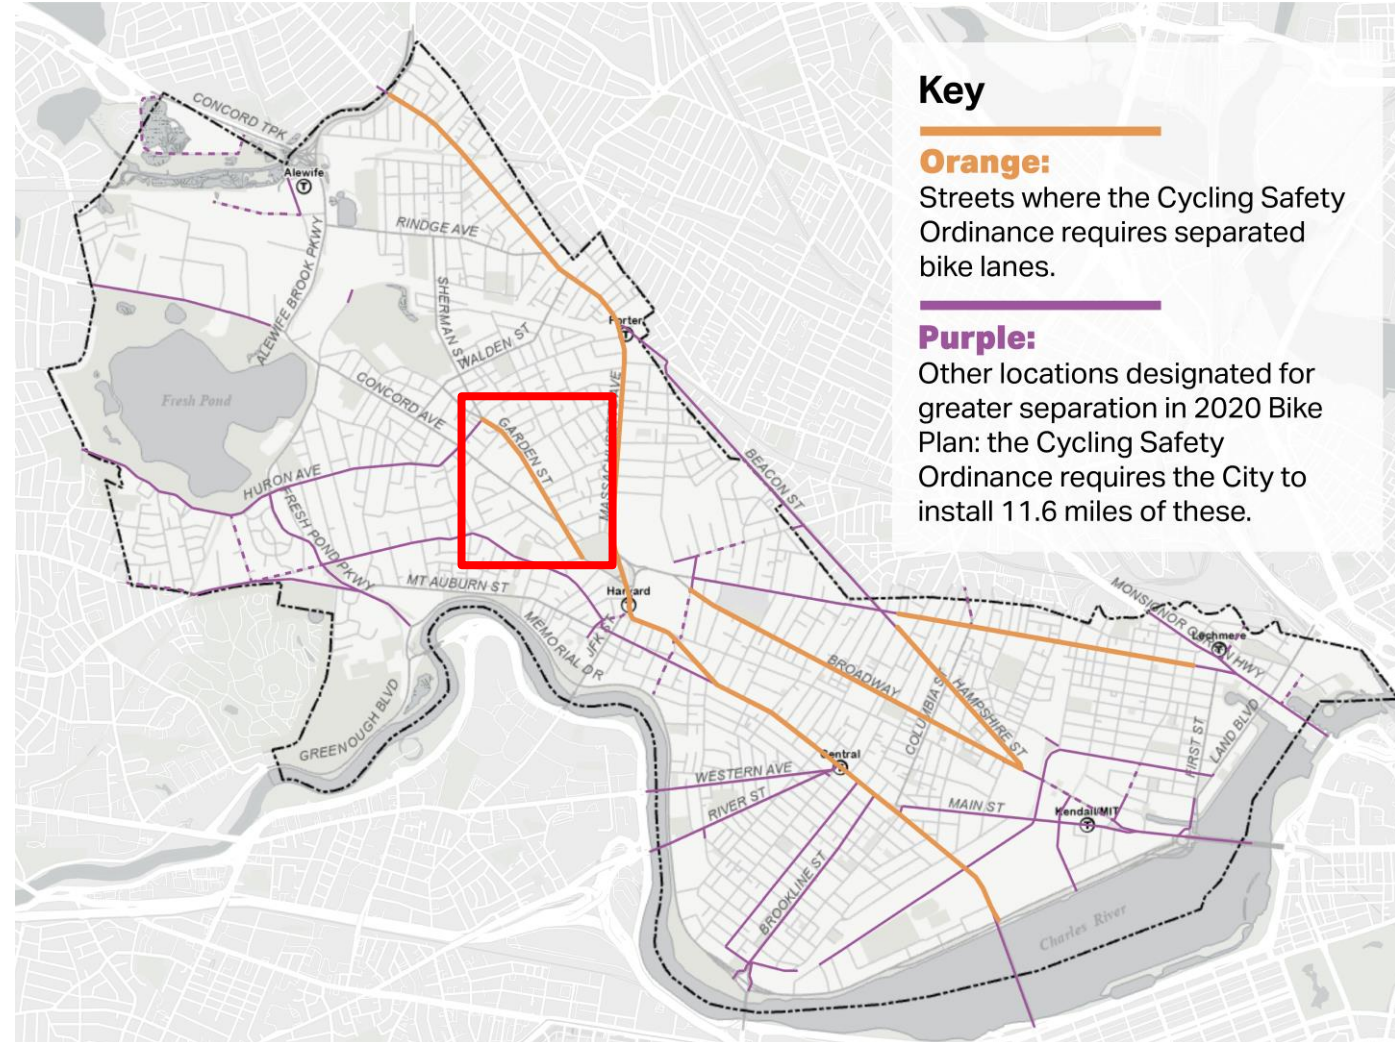 Key
Orange:
Streets where the Cycling Safety
Ordinance requires separated
bike lanes.
Purple:
Other locations designated for
greater separation in 2020 Bike
Plan: the Cycling Safety
Ordinance requires the City to
install 11.6 miles of these.
CONCORD TPK
Alewife
T
RINDGE AVE
ALEWIFE BROOK PKWY
SHERMAN ST
WALDEN ST
Porter
T
Fresh Pond
CONCORD AVE
GARDEN ST
MASSACHUSETTS AVE
BEACON ST
HURON AVE
FRESH POND PKWY
MT AUBURN ST
Harvard
T
MEMORIAL DR
JFK ST
GREENOUGH BLVD
BROADWAY
COLUMBIA ST
HAMPSHIRE ST
MONSIGNOR OBRIEN HWY
Lechmere
T
FIRST ST
LAND BLVD
Central
T
WESTERN AVE
RIVER ST
MAIN ST
Kendall/MIT
T
BROOKLINE ST
Charles River